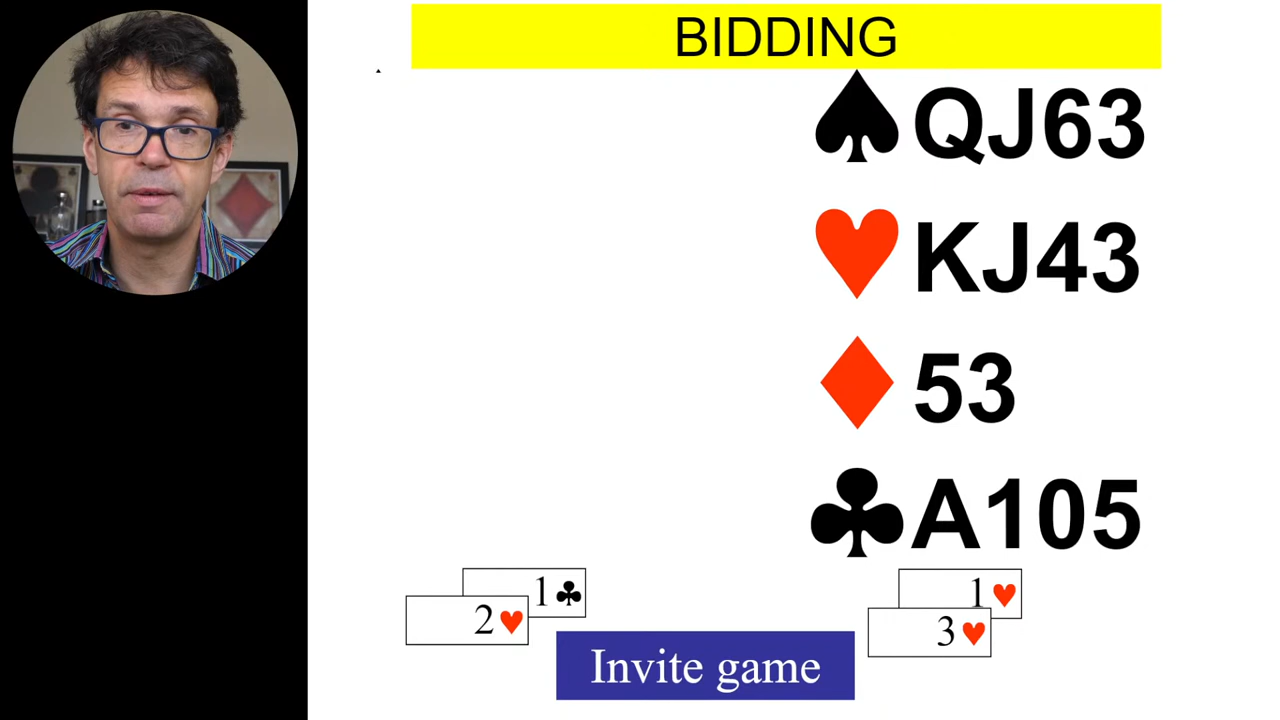 BIDDING
♠QJ63
♥KJ43
♦53
♣A105
1♣
2♥
1♥
3♥
Invite game